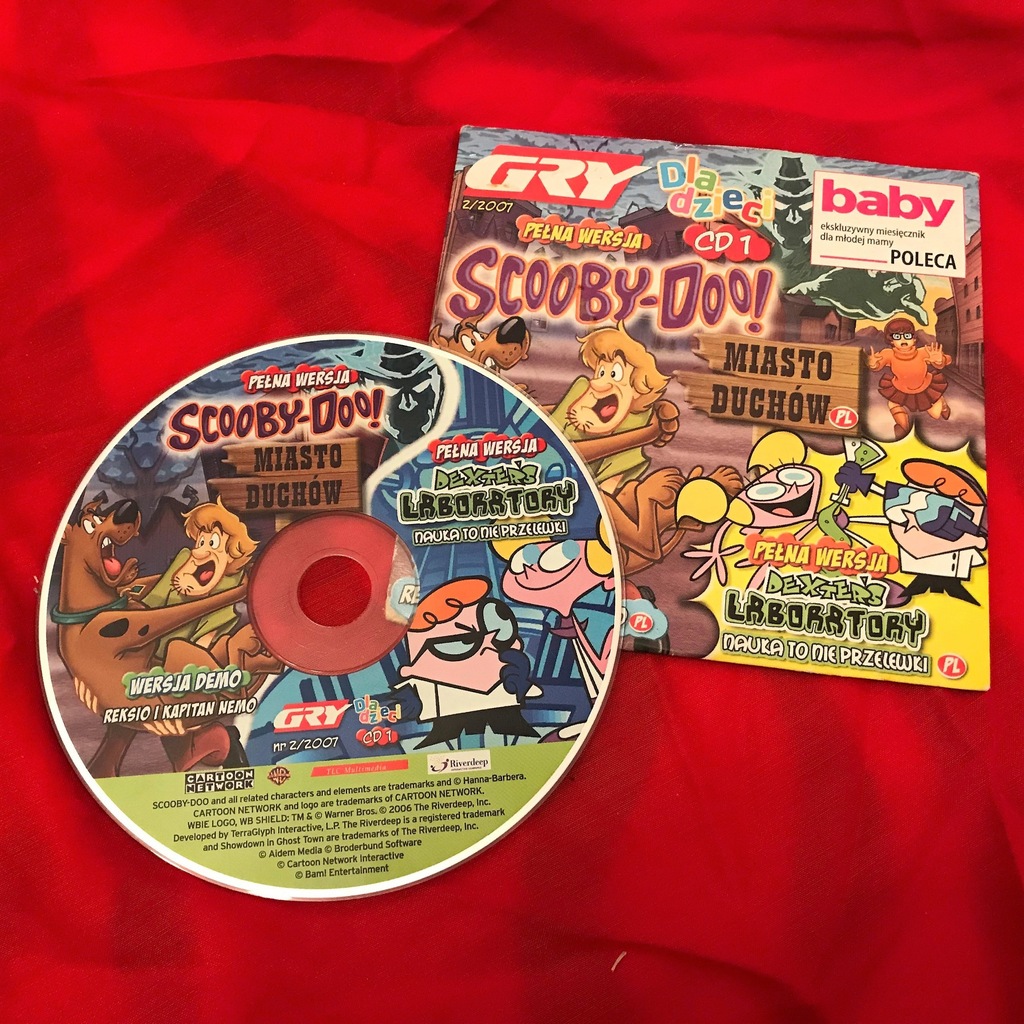 GRY
Dla
dzieci
2/2007
CD 1
baby
ekskluzywny miesięcznik
dla młodej mamy
POLECA
PEŁNA WERSJA
SCOOBY-DOO!
MIASTO
DUCHÓW
PL
PEŁNA WERSJA
DEXTER'S
LABORATORY
NAUKA TO NIE PRZELEWKI
PL
PL
PEŁNA WERSJA
SCOOBY-DOO!
MIASTO
DUCHÓW
PEŁNA WERSJA
DEXTER'S
LABORATORY
NAUKA TO NIE PRZELEWKI
WERSJA DEMO
REKSIO I KAPITAN NEMO
GRY
Dla
dzieci
nr 2/2007
CD 1
CARTOON
NETWORK
WB
TLC Multimedia
Riverdeep
SCOOBY-DOO and all related characters and elements are trademarks and © Hanna-Barbera.
CARTOON NETWORK and logo are trademarks of CARTOON NETWORK.
WBIE LOGO, WB SHIELD: TM & © Warner Bros. © 2006 The Riverdeep, Inc.
Developed by TerraGlyph Interactive, L.P. The Riverdeep is a registered trademark
and Showdown in Ghost Town are trademarks of The Riverdeep, Inc.
© Aidem Media © Broderbund Software
© Cartoon Network Interactive
© Bam! Entertainment